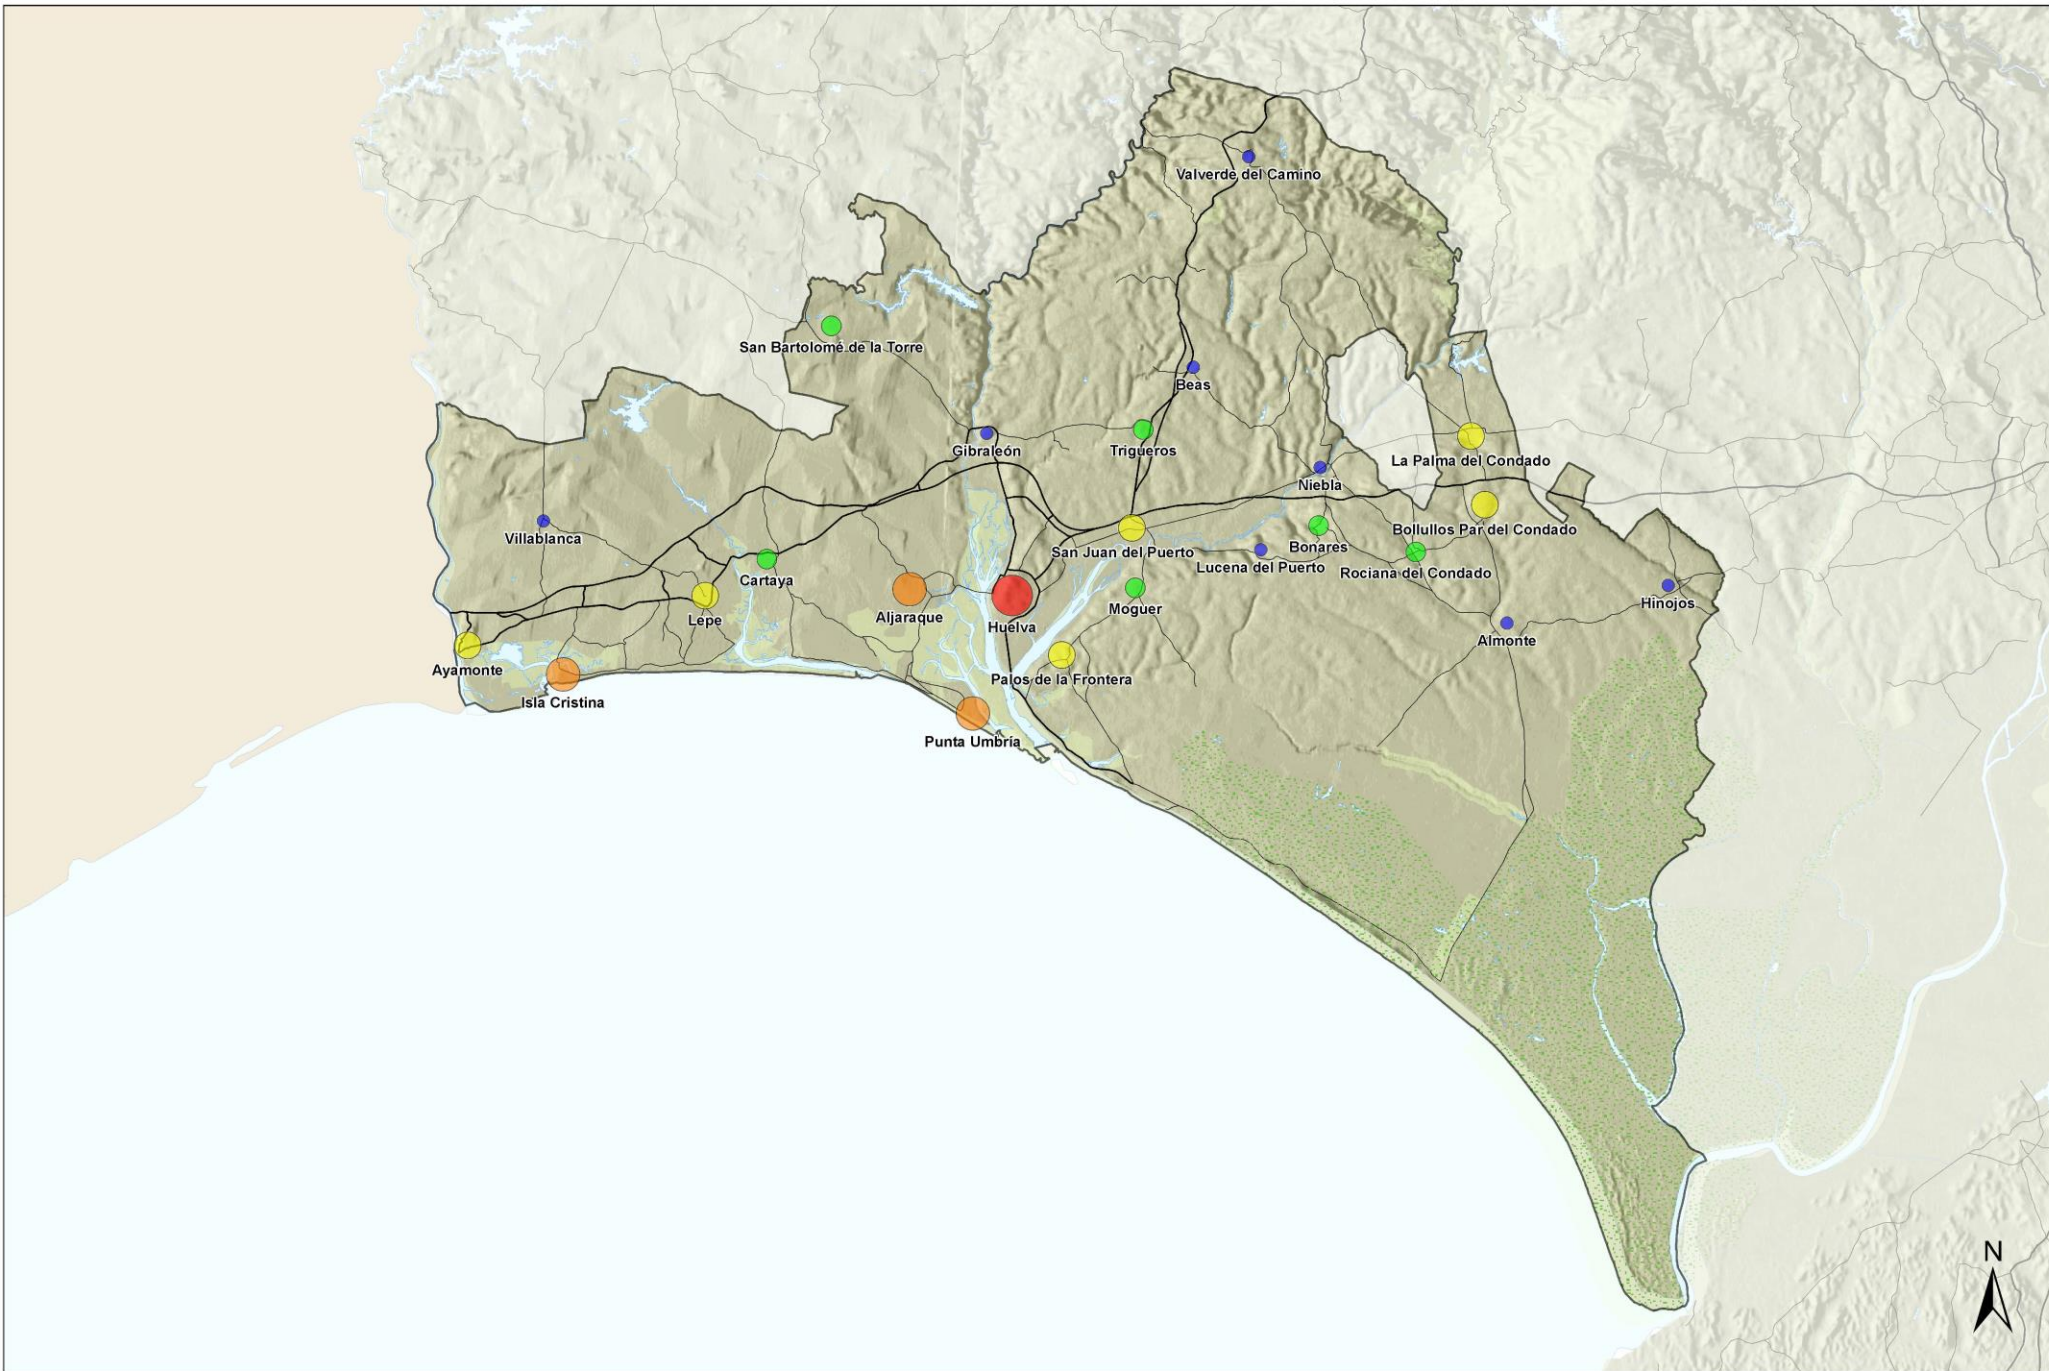 Valverde del Camino
San Bartolomé de la Torre
Beas
Gibraleón
Trigueros
La Palma del Condado
Niebla
Bollullos Par del Condado
Villablanca
San Juan del Puerto
Bonares
Lucena del Puerto
Rociana del Condado
Cartaya
Hinojos
Moguer
Aljaraque
Lepe
Huelva
Almonte
Ayamonte
Palos de la Frontera
Isla Cristina
Punta Umbría
N